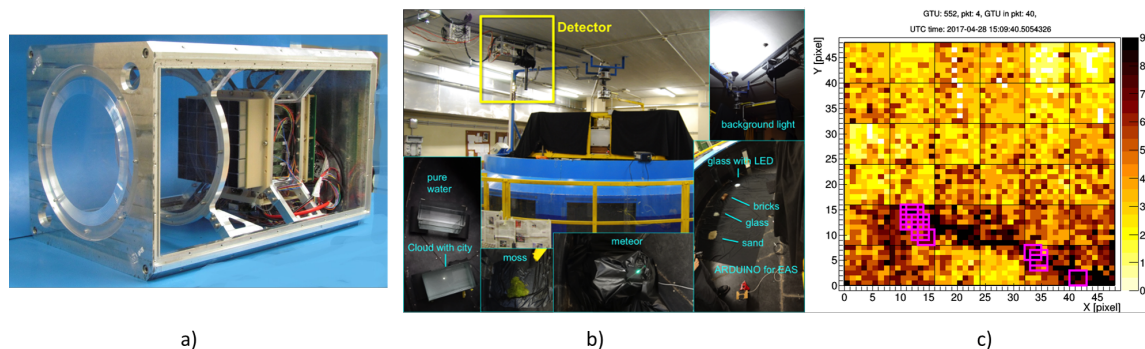 Detector
background light
pure
water
Cloud with city
moss
meteor
glass with LED
bricks
glass
sand
ARDUINO for EAS
GTU: 552, pkt: 4, GTU in pkt: 40,
UTC time: 2017-04-28 15:09:40.5054326
Y [pixel]
45
40
35
30
25
20
15
10
5
0
0 5 10 15 20 25 30 35 40 45
X [pixel]
9
8
7
6
5
4
3
2
1
0
a) b) c)